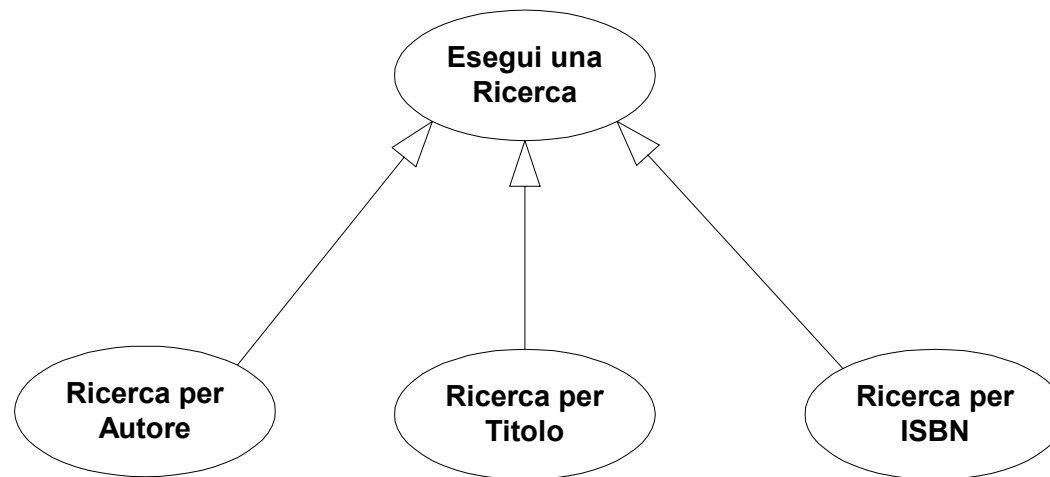 Esegui una
Ricerca
Ricerca per
Autore
Ricerca per
Titolo
Ricerca per
ISBN